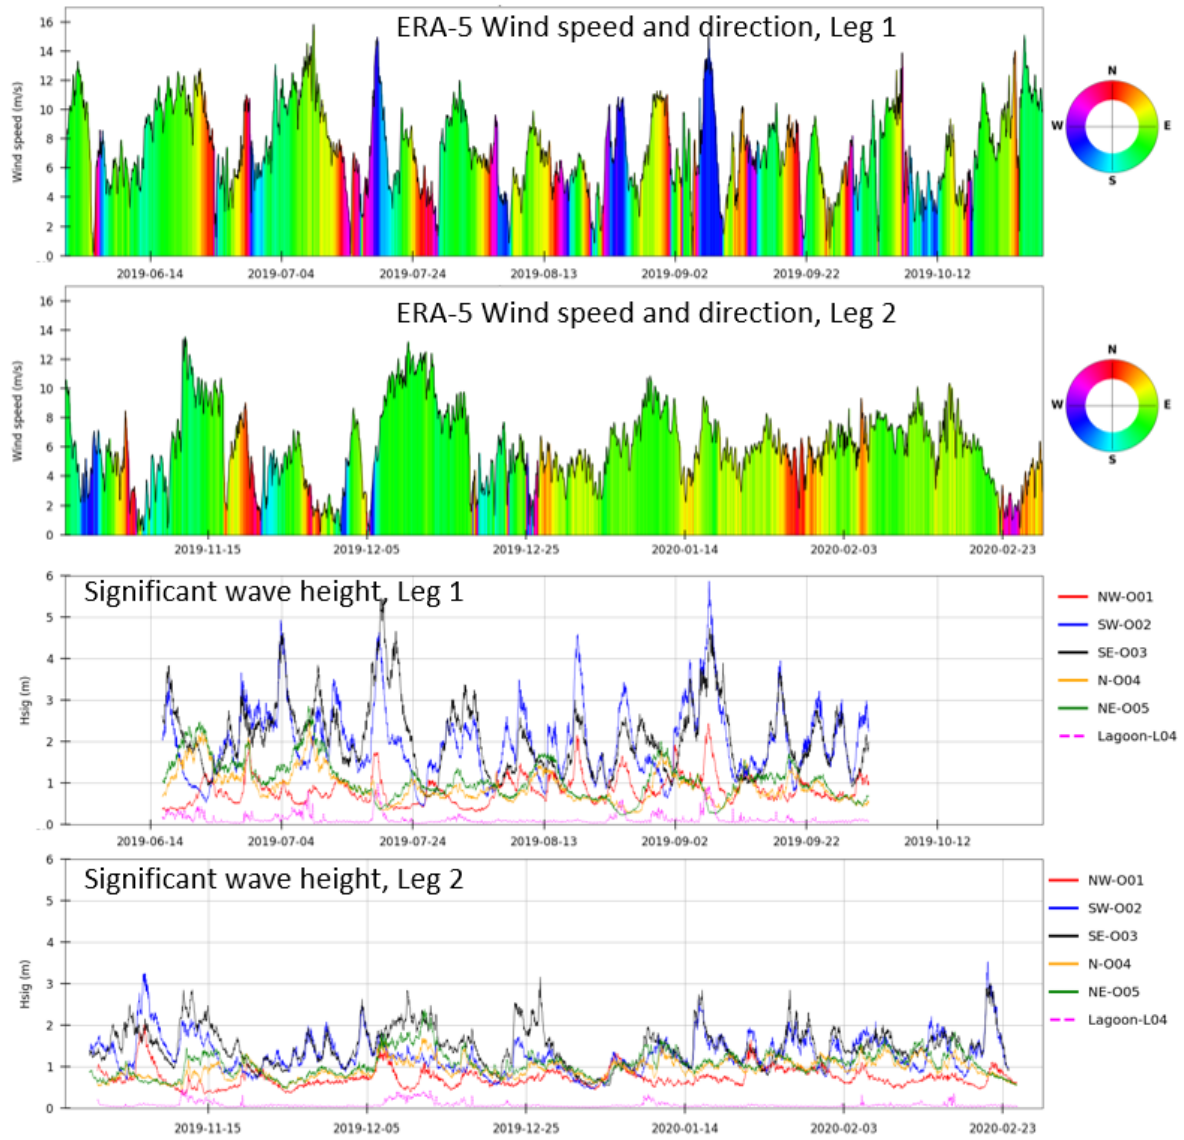 ERA-5 Wind speed and direction, Leg 1
Wind speed (m/s)
16
14
12
10
8
6
4
2
0
2019-06-14 2019-07-04 2019-07-24 2019-08-13 2019-09-02 2019-09-22 2019-10-12
N
W E
S
ERA-5 Wind speed and direction, Leg 2
Wind speed (m/s)
16
14
12
10
8
6
4
2
0
2019-11-15 2019-12-05 2019-12-25 2020-01-14 2020-02-03 2020-02-23
N
W E
S
Significant wave height, Leg 1
Hsig (m)
6
5
4
3
2
1
0
2019-06-14 2019-07-04 2019-07-24 2019-08-13 2019-09-02 2019-09-22 2019-10-12
NW-O01
SW-O02
SE-O03
N-O04
NE-O05
Lagoon-L04
Significant wave height, Leg 2
Hsig (m)
6
5
4
3
2
1
0
2019-11-15 2019-12-05 2019-12-25 2020-01-14 2020-02-03 2020-02-23
NW-O01
SW-O02
SE-O03
N-O04
NE-O05
Lagoon-L04